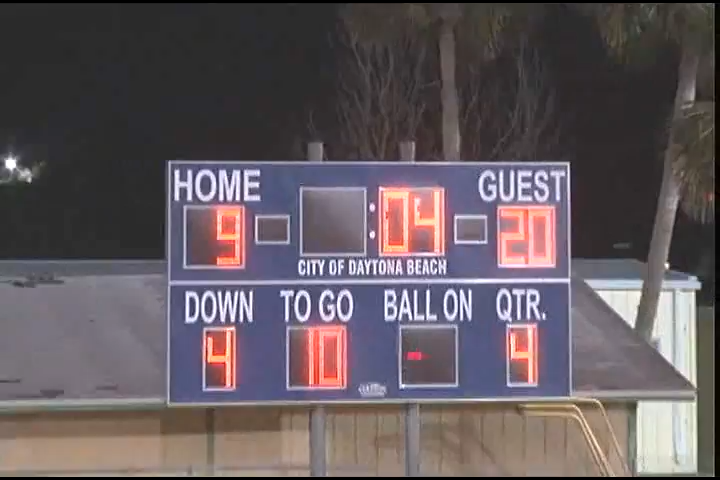 HOME GUEST
9 :04 20
CITY OF DAYTONA BEACH
DOWN TO GO BALL ON QTR.
4 10 - 4